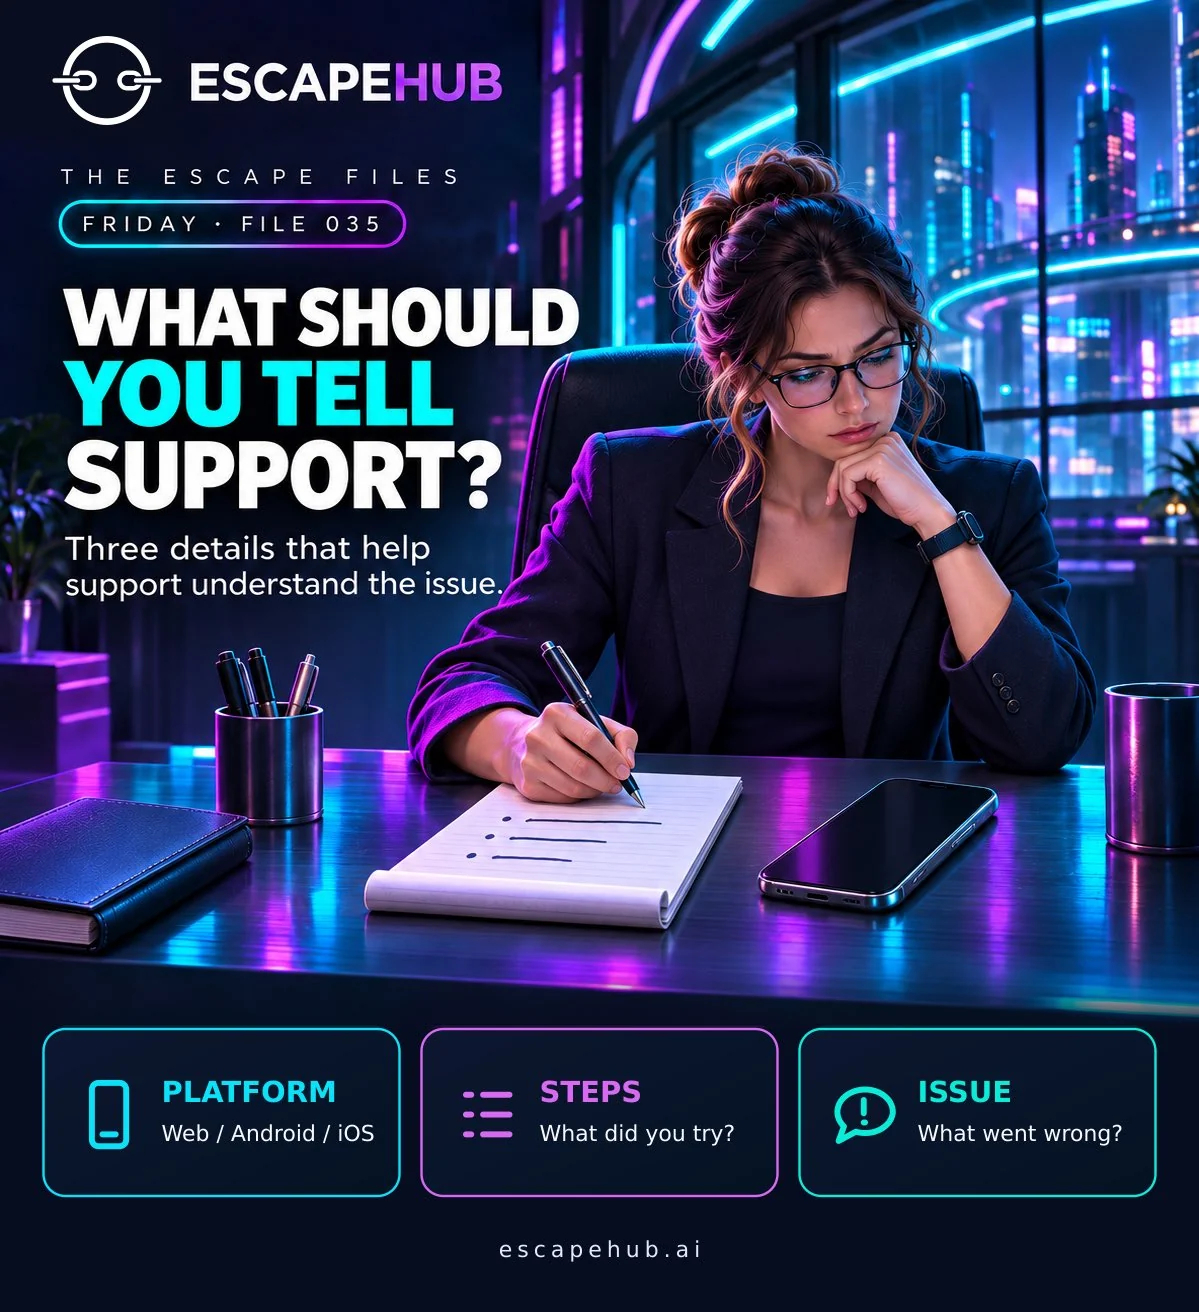 ESCAPEHUB
THE ESCAPE FILES
FRIDAY · FILE 035
WHAT SHOULD
YOU TELL
SUPPORT?
Three details that help
support understand the issue.
PLATFORM
Web / Android / iOS
STEPS
What did you try?
ISSUE
What went wrong?
escapehub.ai